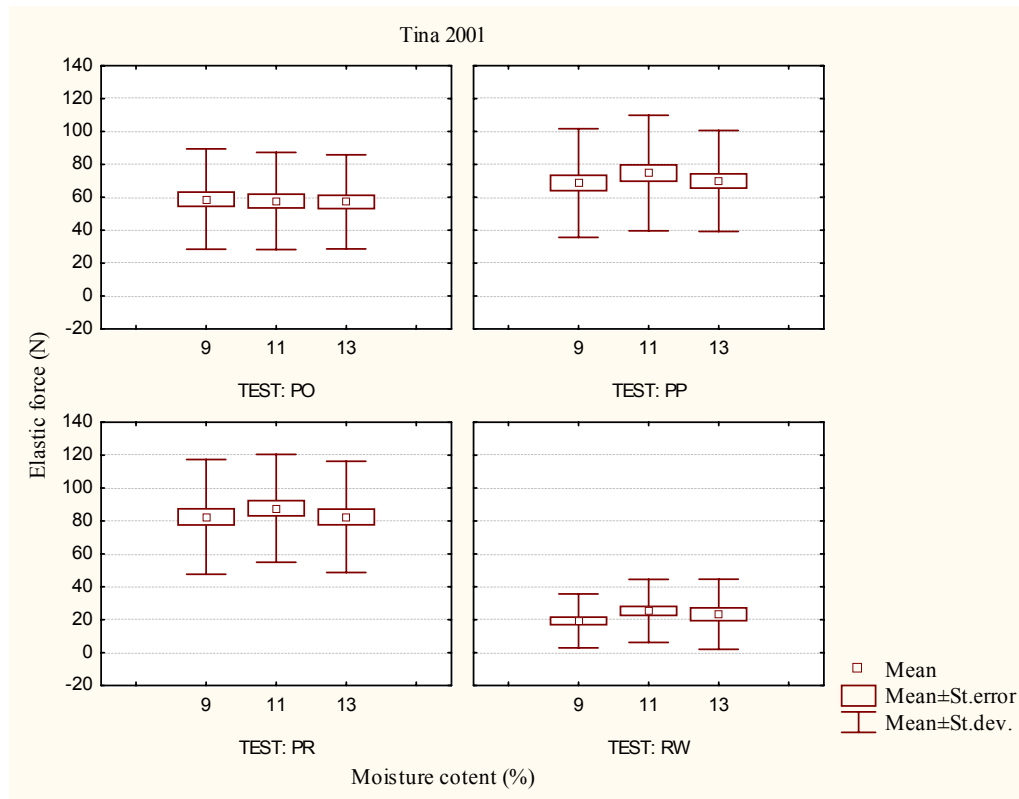 Tina 2001
Elastic force (N)
140
120
100
80
60
40
20
0
-20
9 11 13
TEST: PO
9 11 13
TEST: PP
140
120
100
80
60
40
20
0
-20
9 11 13
TEST: PR
9 11 13
TEST: RW
Moisture cotent (%)
Mean
Mean±St.error
Mean±St.dev.